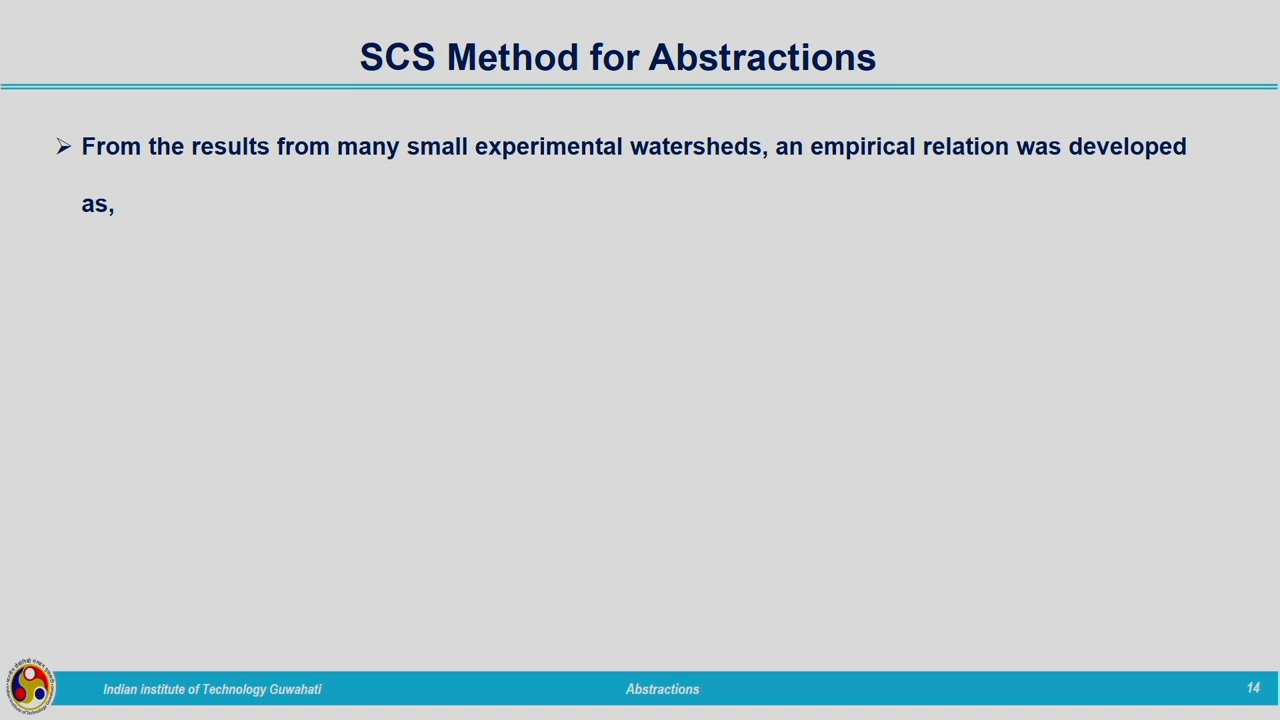 SCS Method for Abstractions
➢ From the results from many small experimental watersheds, an empirical relation was developed
as,
Indian institute of Technology Guwahati
Abstractions
14